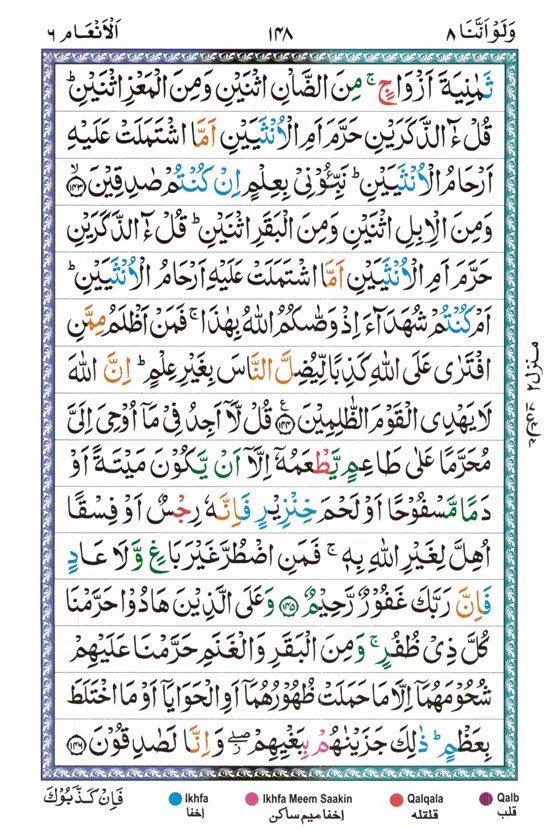 وَلَوْ اَنَّنَا ٨
١٤٨
اَلْاَنْعَام ٦
ثَمٰنِيَةَ اَزْوَاجٍ ۚ مِنَ الضَّاْنِ اثْنَيْنِ وَمِنَ الْمَعْزِ اثْنَيْنِ ؕ
قُلْ ءٰٓالذَّكَرَيْنِ حَرَّمَ اَمِ الْاُنْثَيَيْنِ اَمَّا اشْتَمَلَتْ عَلَيْهِ
اَرْحَامُ الْاُنْثَيَيْنِ ؕ نَبِّـُٔوْنِيْ بِعِلْمٍ اِنْ كُنْتُمْ صٰدِقِيْنَ ۙ﴿١٤٣﴾
وَمِنَ الْاِبِلِ اثْنَيْنِ وَمِنَ الْبَقَرِ اثْنَيْنِ ؕ قُلْ ءٰٓالذَّكَرَيْنِ
حَرَّمَ اَمِ الْاُنْثَيَيْنِ اَمَّا اشْتَمَلَتْ عَلَيْهِ اَرْحَامُ الْاُنْثَيَيْنِ ؕ
اَمْ كُنْتُمْ شُهَدَآءَ اِذْ وَصّٰىكُمُ اللّٰهُ بِهٰذَا ۚ فَمَنْ اَظْلَمُ مِمَّنِ
افْتَرٰى عَلَى اللّٰهِ كَذِبًا لِّيُضِلَّ النَّاسَ بِغَيْرِ عِلْمٍ ؕ اِنَّ اللّٰهَ
لَا يَهْدِى الْقَوْمَ الظّٰلِمِيْنَ ﴿١٤٤﴾ قُلْ لَّاۤ اَجِدُ فِيْ مَاۤ اُوْحِيَ اِلَيَّ
مُحَرَّمًا عَلٰى طَاعِمٍ يَّطْعَمُهٗۤ اِلَّاۤ اَنْ يَّكُوْنَ مَيْتَةً اَوْ
دَمًا مَّسْفُوْحًا اَوْ لَحْمَ خِنْزِيْرٍ فَاِنَّهٗ رِجْسٌ اَوْ فِسْقًا
اُهِلَّ لِغَيْرِ اللّٰهِ بِهٖ ۚ فَمَنِ اضْطُرَّ غَيْرَ بَاغٍ وَّلَا عَادٍ
فَاِنَّ رَبَّكَ غَفُوْرٌ رَّحِيْمٌ ﴿١٤٥﴾ وَعَلَى الَّذِيْنَ هَادُوْا حَرَّمْنَا
كُلَّ ذِيْ ظُفُرٍ ۚ وَمِنَ الْبَقَرِ وَالْغَنَمِ حَرَّمْنَا عَلَيْهِمْ
شُحُوْمَهُمَاۤ اِلَّا مَا حَمَلَتْ ظُهُوْرُهُمَاۤ اَوِ الْحَوَايَاۤ اَوْ مَا اخْتَلَطَ
بِعَظْمٍ ؕ ذٰلِكَ جَزَيْنٰهُمْ بِبَغْيِهِمْ ۖ وَاِنَّا لَصٰدِقُوْنَ ﴿١٤٦﴾
منزل ٢
فَاِنْ كَذَّبُوْكَ
Ikhfa
Ikhfa Meem Saakin
Qalqala
Qalb
اخفا
اخفا میم ساکن
قلقله
قلب